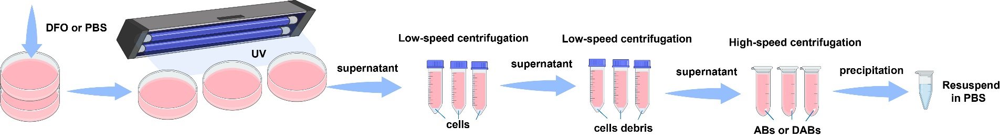 DFO or PBS
UV
supernatant
Low-speed centrifugation
cells
supernatant
Low-speed centrifugation
cells debris
supernatant
High-speed centrifugation
ABs or DABs
precipitation
Resuspend
in PBS